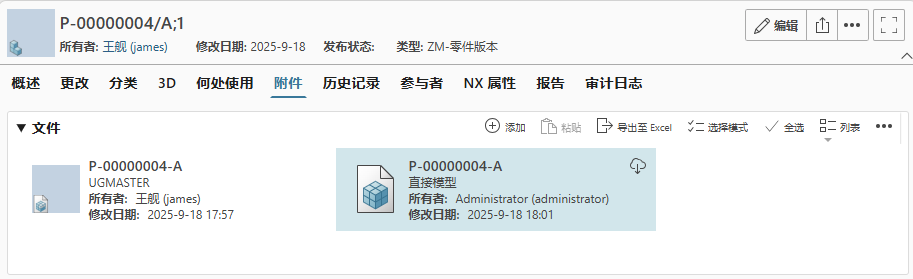 P-00000004/A;1
所有者: 王舰 (james) 修改日期: 2025-9-18 发布状态: 类型: ZM-零件版本
编辑
概述 更改 分类 3D 何处使用 附件 历史记录 参与者 NX 属性 报告 审计日志
文件
添加 粘贴 导出至 Excel 选择模式 全选 列表
P-00000004-A
UGMASTER
所有者: 王舰 (james)
修改日期: 2025-9-18 17:57
P-00000004-A
直接模型
所有者: Administrator (administrator)
修改日期: 2025-9-18 18:01